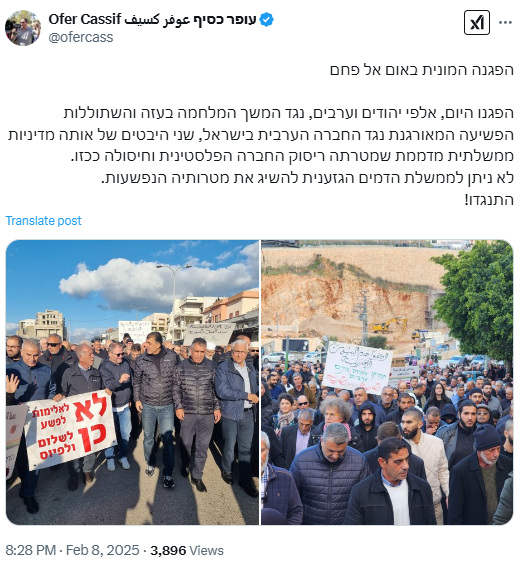 Ofer Cassif עופר כסיף عوفر كسيف
@ofercass
הפגנה המונית באום אל פחם
הפגנו היום, אלפי יהודים וערבים, נגד המשך המלחמה בעזה והשתוללות
הפשיעה המאורגנת נגד החברה הערבית בישראל, שני היבטים של אותה מדיניות
ממשלתית מדממת שמטרתה ריסוק החברה הפלסטינית וחיסולה ככזו.
לא ניתן לממשלת הדמים הגזענית להשיג את מטרותיה הנפשעות.
התנגדו!
Translate post
לא
לאלימות
לפשע
כן
לשלום
ולפיוס
8:28 PM · Feb 8, 2025 · 3,896 Views